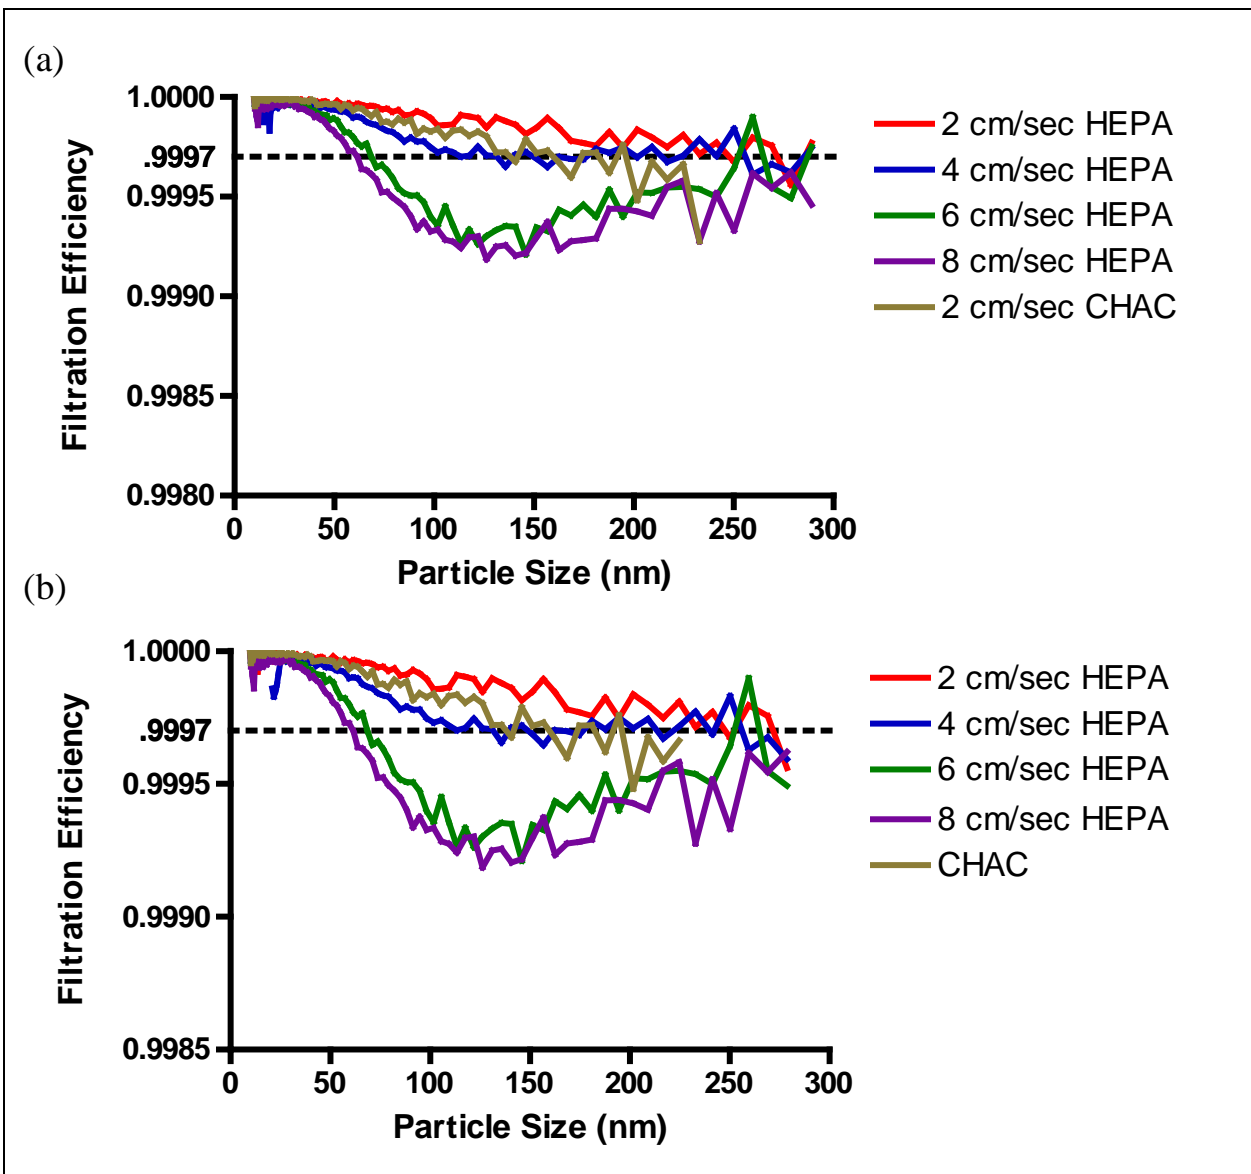 (a)
1.0000
.9997
0.9995
0.9990
0.9985
0.9980
Filtration Efficiency
0 50 100 150 200 250 300
Particle Size (nm)
2 cm/sec HEPA
4 cm/sec HEPA
6 cm/sec HEPA
8 cm/sec HEPA
2 cm/sec CHAC
(b)
1.0000
.9997
0.9995
0.9990
0.9985
Filtration Efficiency
0 50 100 150 200 250 300
Particle Size (nm)
2 cm/sec HEPA
4 cm/sec HEPA
6 cm/sec HEPA
8 cm/sec HEPA
CHAC